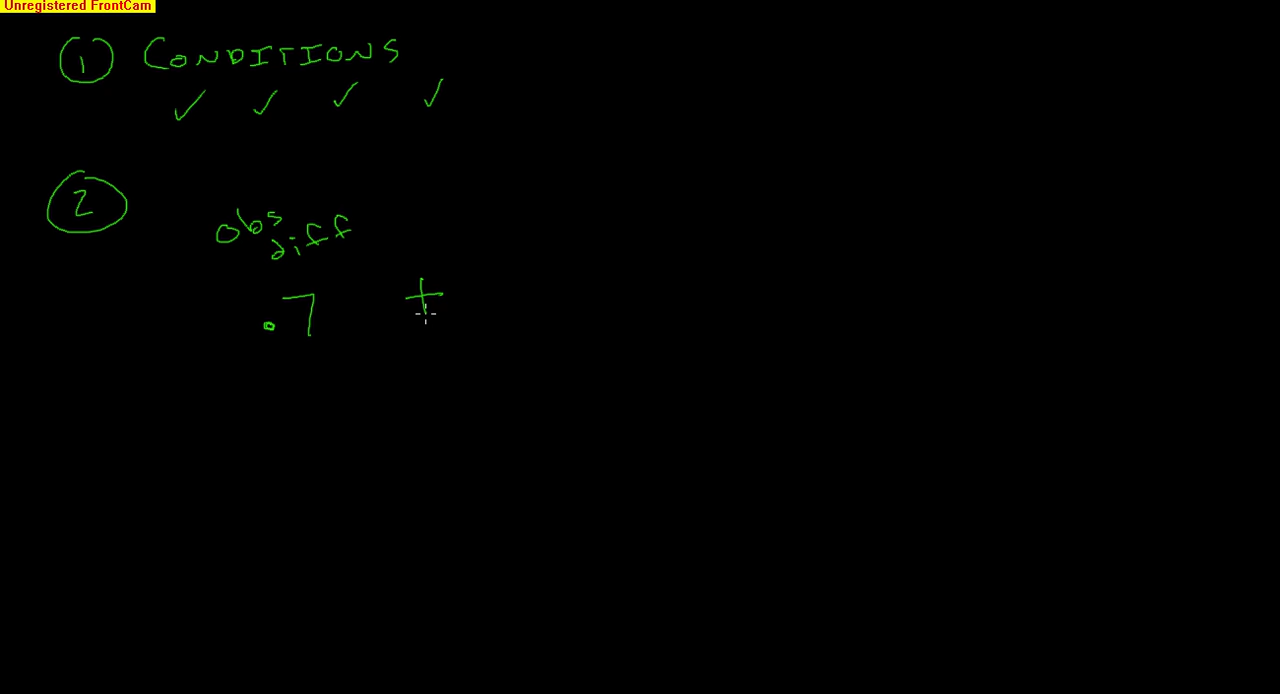 Unregistered FrontCam
1 CONDITIONS
✓ ✓ ✓ ✓
2
obs diff
.7 +